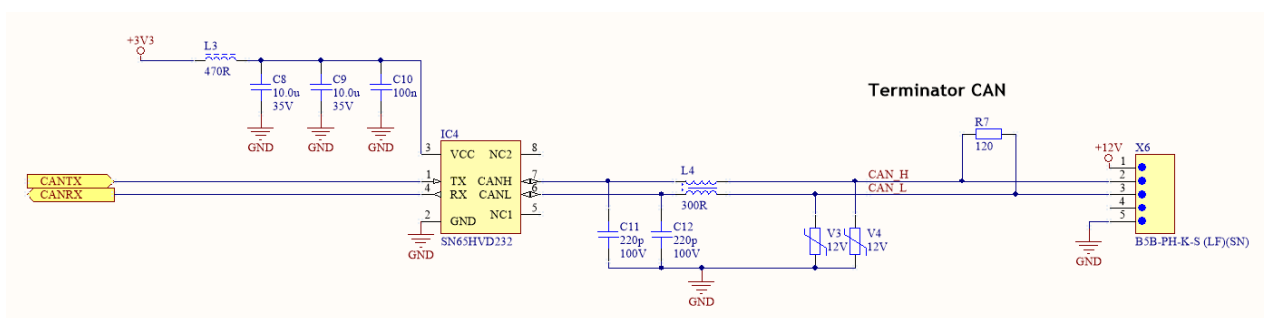 +3V3
L3
470R
C8
10.0u
35V
C9
10.0u
35V
C10
100n
GND
GND
GND
Terminator CAN
R7
120
IC4
3
VCC
NC2
8
CANTX
1
TX
CANH
7
CANRX
4
RX
CANL
6
2
GND
NC1
5
SN65HVD232
GND
L4
300R
CAN_H
CAN_L
C11
220p
100V
C12
220p
100V
V3
12V
V4
12V
GND
+12V
X6
1
2
3
4
5
B5B-PH-K-S (LF)(SN)
GND